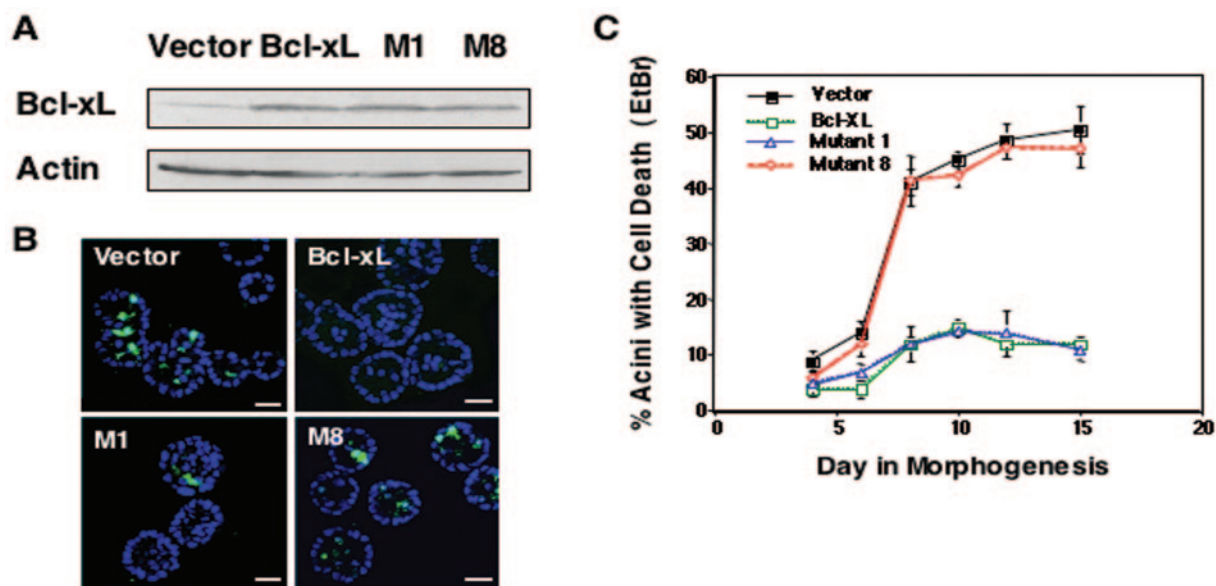 A
Vector Bcl-xL M1 M8
Bcl-xL
Actin
B
Vector
Bcl-xL
M1
M8
C
% Acini with Cell Death (EtBr)
60
50
40
30
20
10
0
Vector
Bcl-XL
Mutant 1
Mutant 8
0 5 10 15 20
Day in Morphogenesis